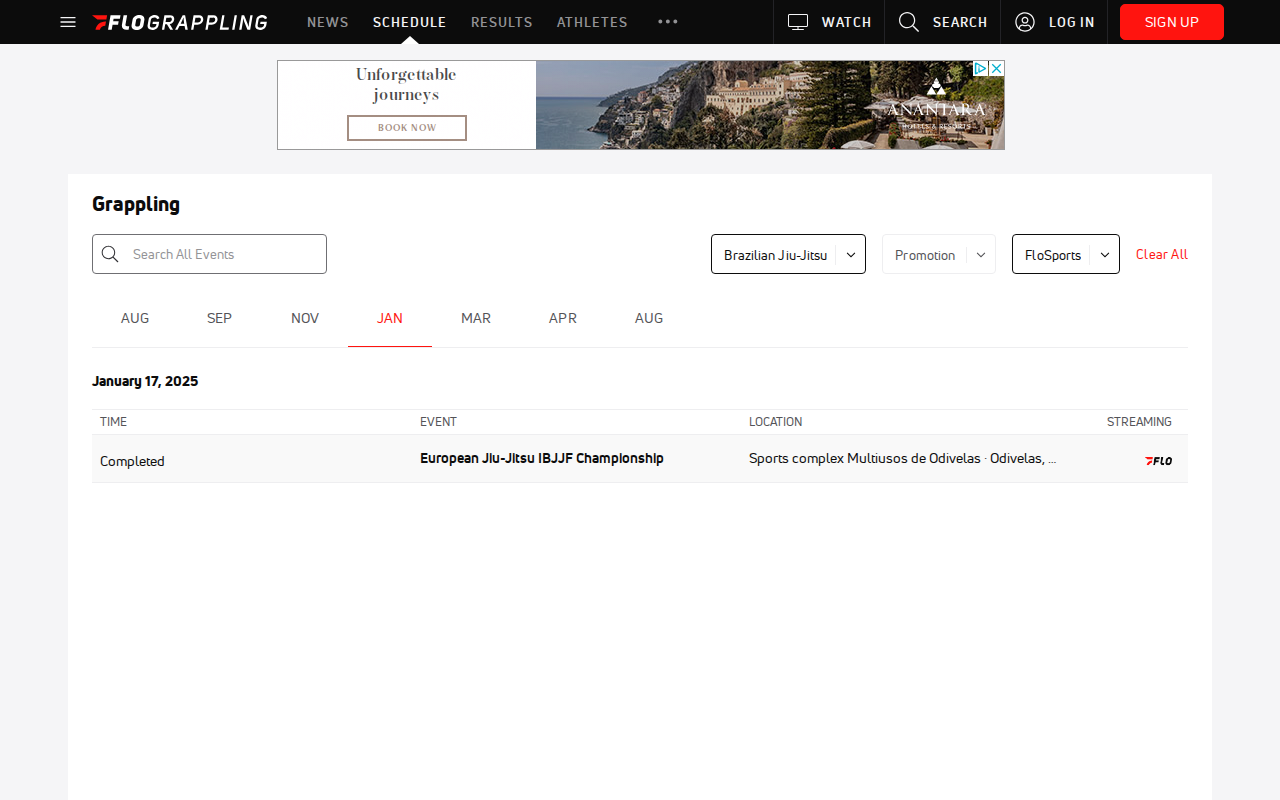 FLOGRAPPLING
NEWS
SCHEDULE
RESULTS
ATHLETES
WATCH
SEARCH
LOG IN
SIGN UP
Unforgettable
journeys
BOOK NOW
ANANTARA
HOTELS & RESORTS
Grappling
Search All Events
Brazilian Jiu-Jitsu
Promotion
FloSports
Clear All
AUG
SEP
NOV
JAN
MAR
APR
AUG
January 17, 2025
TIME
EVENT
LOCATION
STREAMING
Completed
European Jiu-Jitsu IBJJF Championship
Sports complex Multiusos de Odivelas · Odivelas, ...
FLO